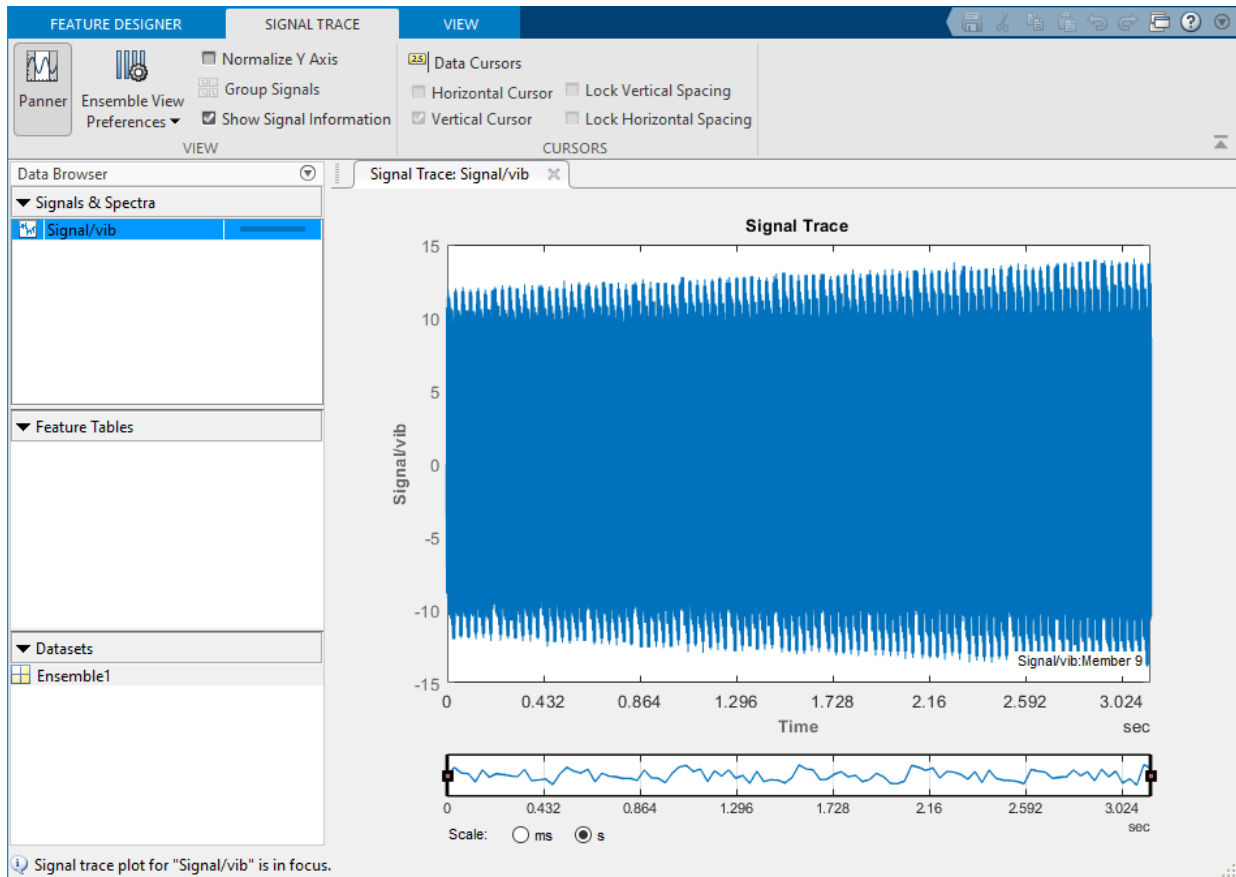 FEATURE DESIGNER SIGNAL TRACE VIEW
Normalize Y Axis
Group Signals
Show Signal Information
Panner
Ensemble View
Preferences
VIEW
2.5 Data Cursors
Horizontal Cursor Lock Vertical Spacing
Vertical Cursor Lock Horizontal Spacing
CURSORS
Data Browser
Signals & Spectra
Signal/vib
Feature Tables
Datasets
Ensemble1
Signal Trace: Signal/vib
Signal Trace
15
10
5
0
-5
-10
-15
Signal/vib
Signal/vib:Member 9
0 0.432 0.864 1.296 1.728 2.16 2.592 3.024
Time
sec
0 0.432 0.864 1.296 1.728 2.16 2.592 3.024
sec
Scale: ms s
Signal trace plot for "Signal/vib" is in focus.